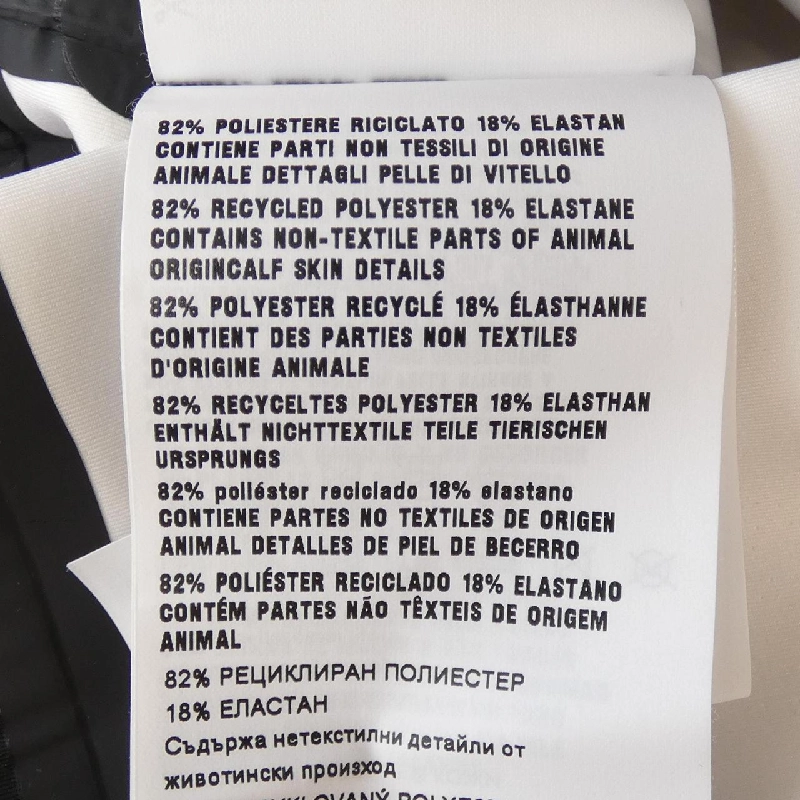 82% POLIESTERE RICICLATO 18% ELASTAN
CONTIENE PARTI NON TESSILI DI ORIGINE
ANIMALE DETTAGLI PELLE DI VITELLO
82% RECYCLED POLYESTER 18% ELASTANE
CONTAINS NON-TEXTILE PARTS OF ANIMAL
ORIGINCALF SKIN DETAILS
82% POLYESTER RECYCLÉ 18% ÉLASTHANNE
CONTIENT DES PARTIES NON TEXTILES
D'ORIGINE ANIMALE
82% RECYCELTES POLYESTER 18% ELASTHAN
ENTHÄLT NICHTTEXTILE TEILE TIERISCHEN
URSPRUNGS
82% poliéster reciclado 18% elastano
CONTIENE PARTES NO TEXTILES DE ORIGEN
ANIMAL DETALLES DE PIEL DE BECERRO
82% POLIÉSTER RECICLADO 18% ELASTANO
CONTÉM PARTES NÃO TÊXTEIS DE ORIGEM
ANIMAL
82% РЕЦИКЛИРАН ПОЛИЕСТЕР
18% ЕЛАСТАН
Съдържа нетекстилни детайли от
животински произход